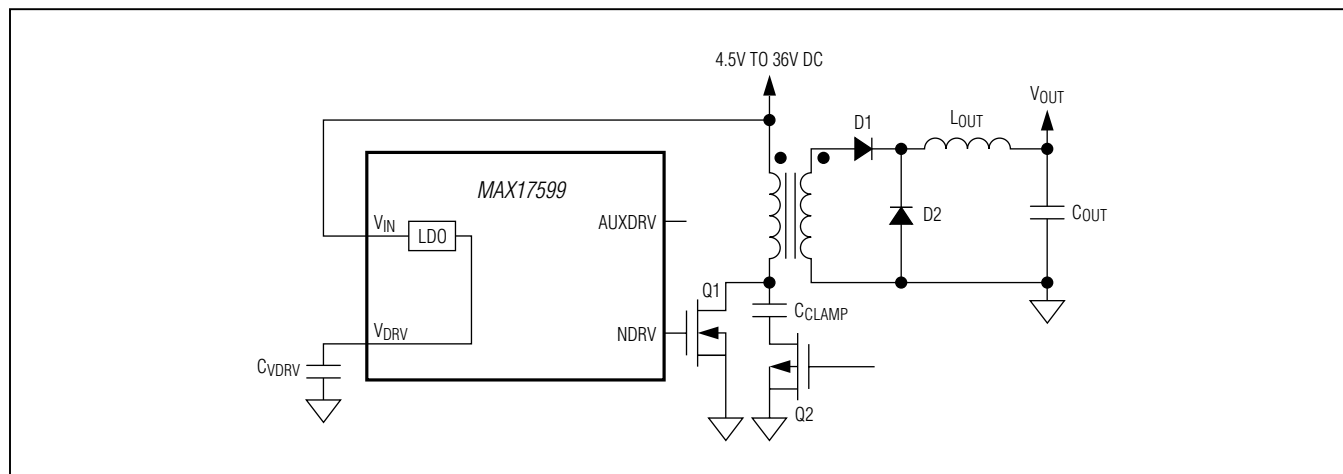 4.5V TO 36V DC
VOUT
D1
LOUT
MAX17599
VIN
LDO
AUXDRV
D2
COUT
Q1
CCLAMP
VDRV
NDRV
CVDRV
Q2